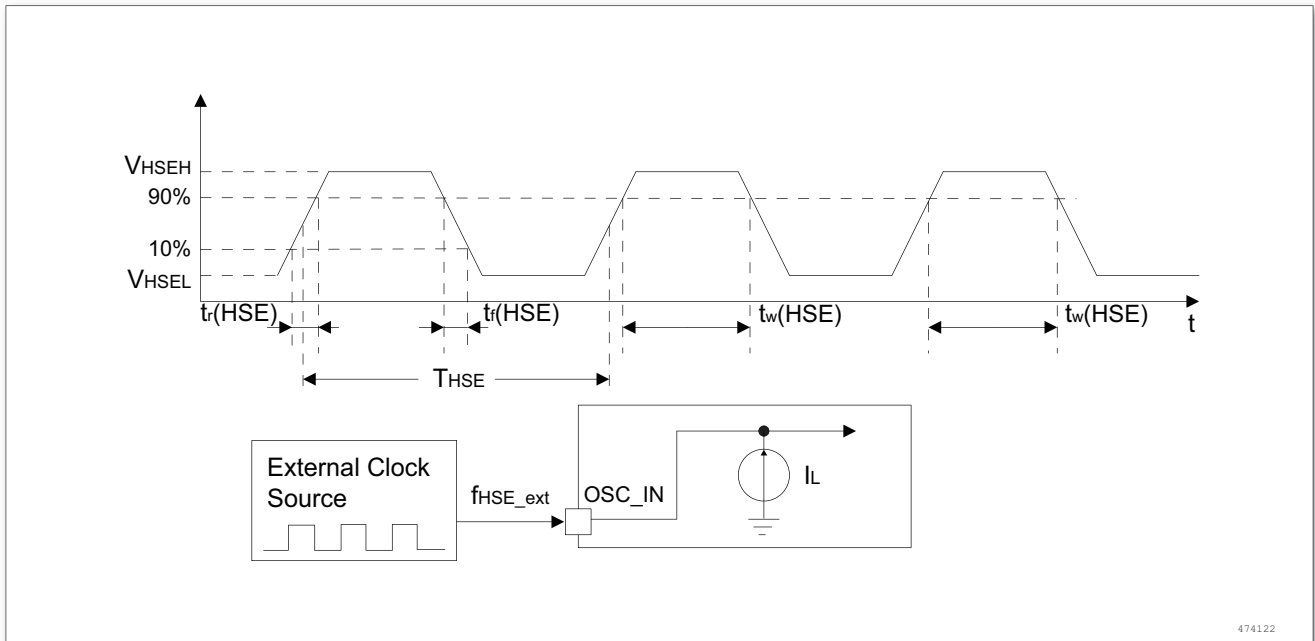 VHSEH
90%
10%
VHSEL
tr(HSE)
tf(HSE)
tw(HSE)
tw(HSE)
t
THSE
External Clock
Source
fHSE_ext
OSC_IN
IL
474122